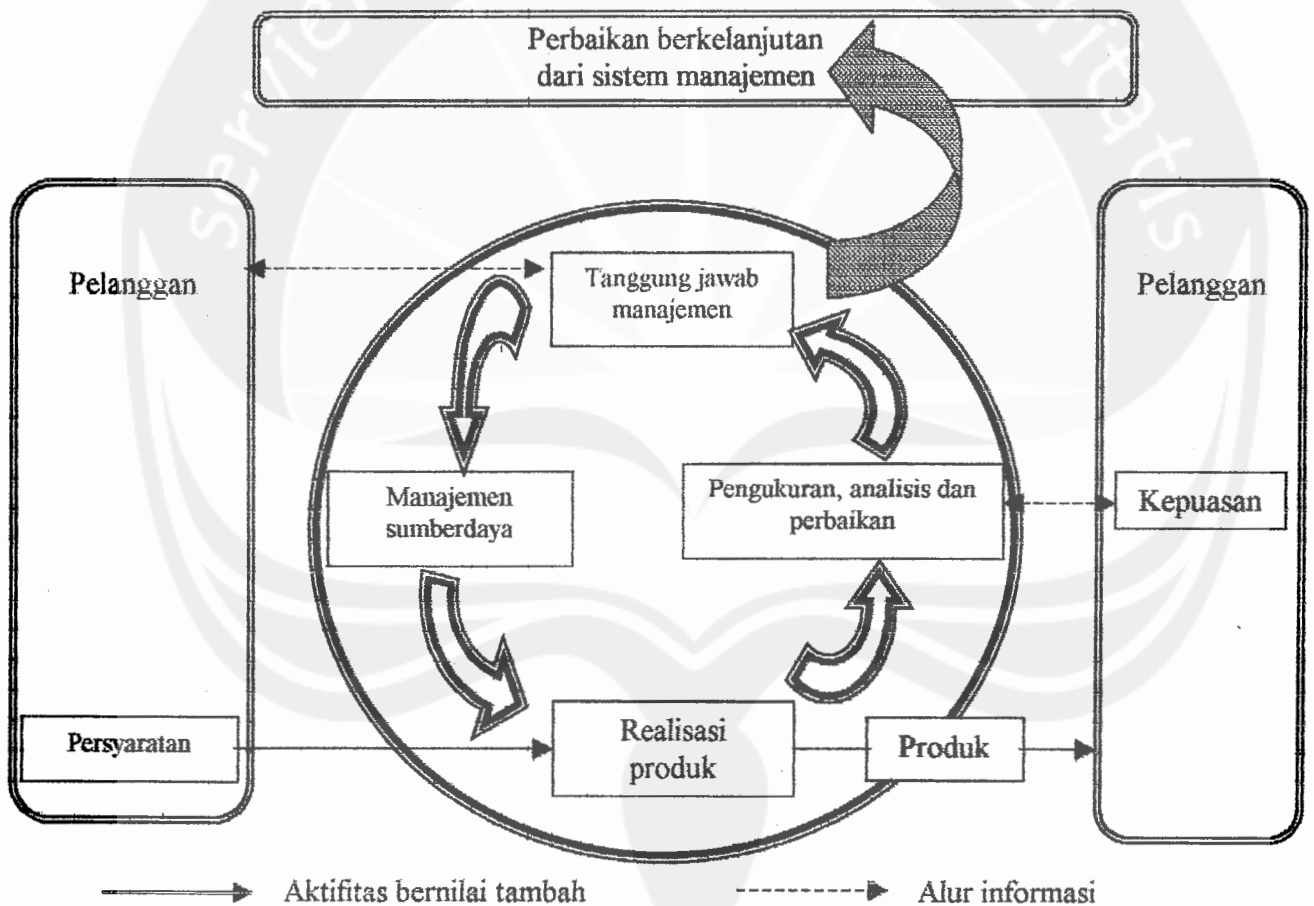 Perbaikan berkelanjutan
dari sistem manajemen
Pelanggan
Tanggung jawab
manajemen
Pelanggan
Manajemen
sumberdaya
Pengukuran, analisis dan
perbaikan
Kepuasan
Persyaratan
Realisasi
produk
Produk
Aktifitas bernilai tambah
Alur informasi